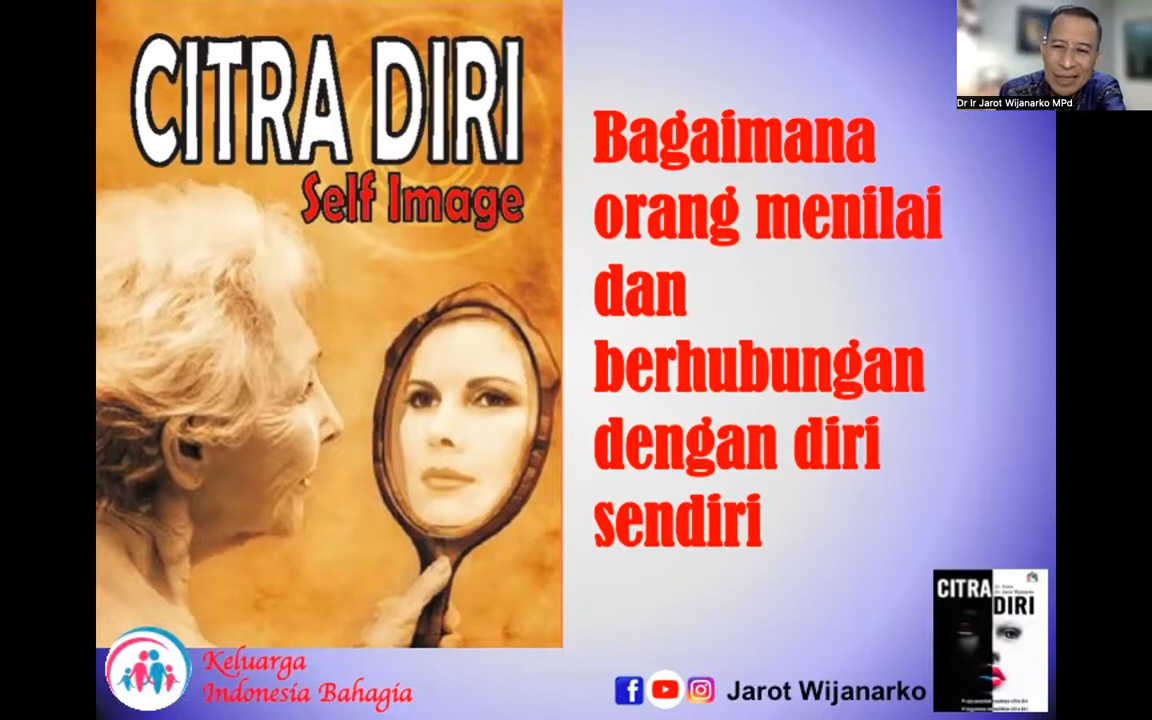 CITRA DIRI
Self Image
Bagaimana
orang menilai
dan
berhubungan
dengan diri
sendiri
Dr Ir Jarot Wijanarko MPd
Keluarga
Indonesia Bahagia
Jarot Wijanarko
CITRA
DIRI